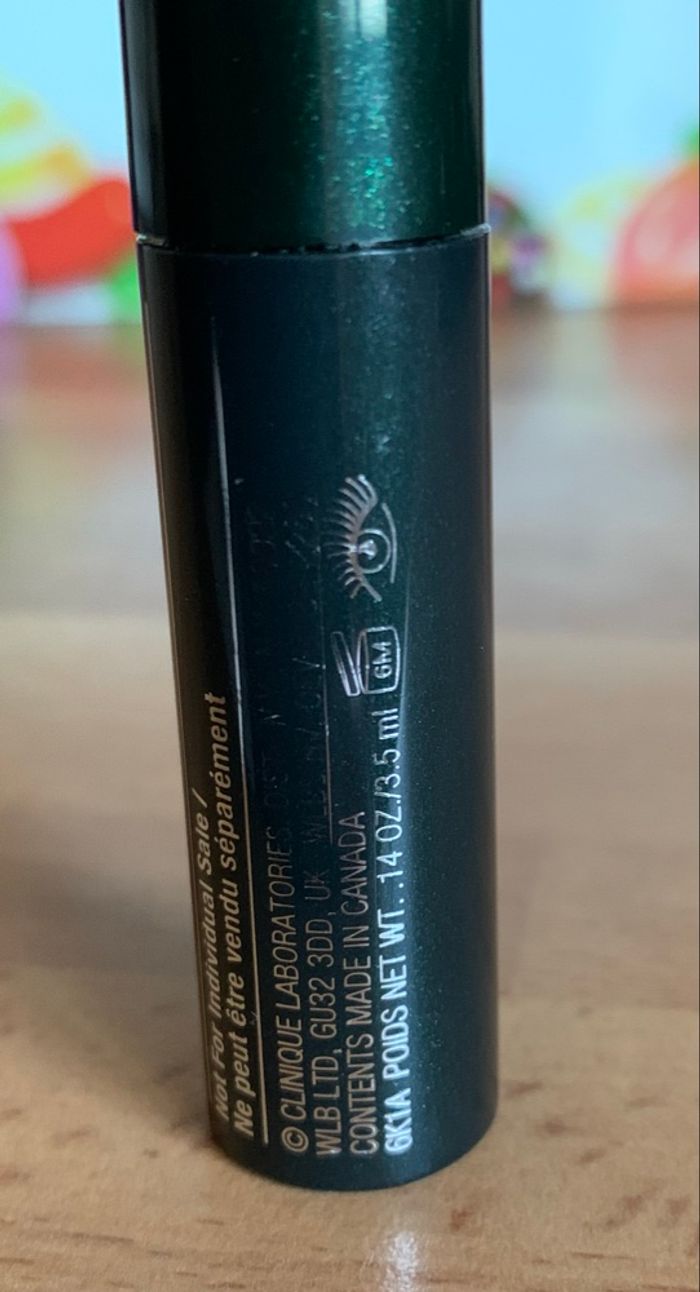 Not For Individual Sale /
Ne peut être vendu séparément
© CLINIQUE LABORATORIES
WLB LTD, GU32 3DD, UK
CONTENTS MADE IN CANADA
6K1A POIDS NET WT. .14 OZ./3.5 ml
6M